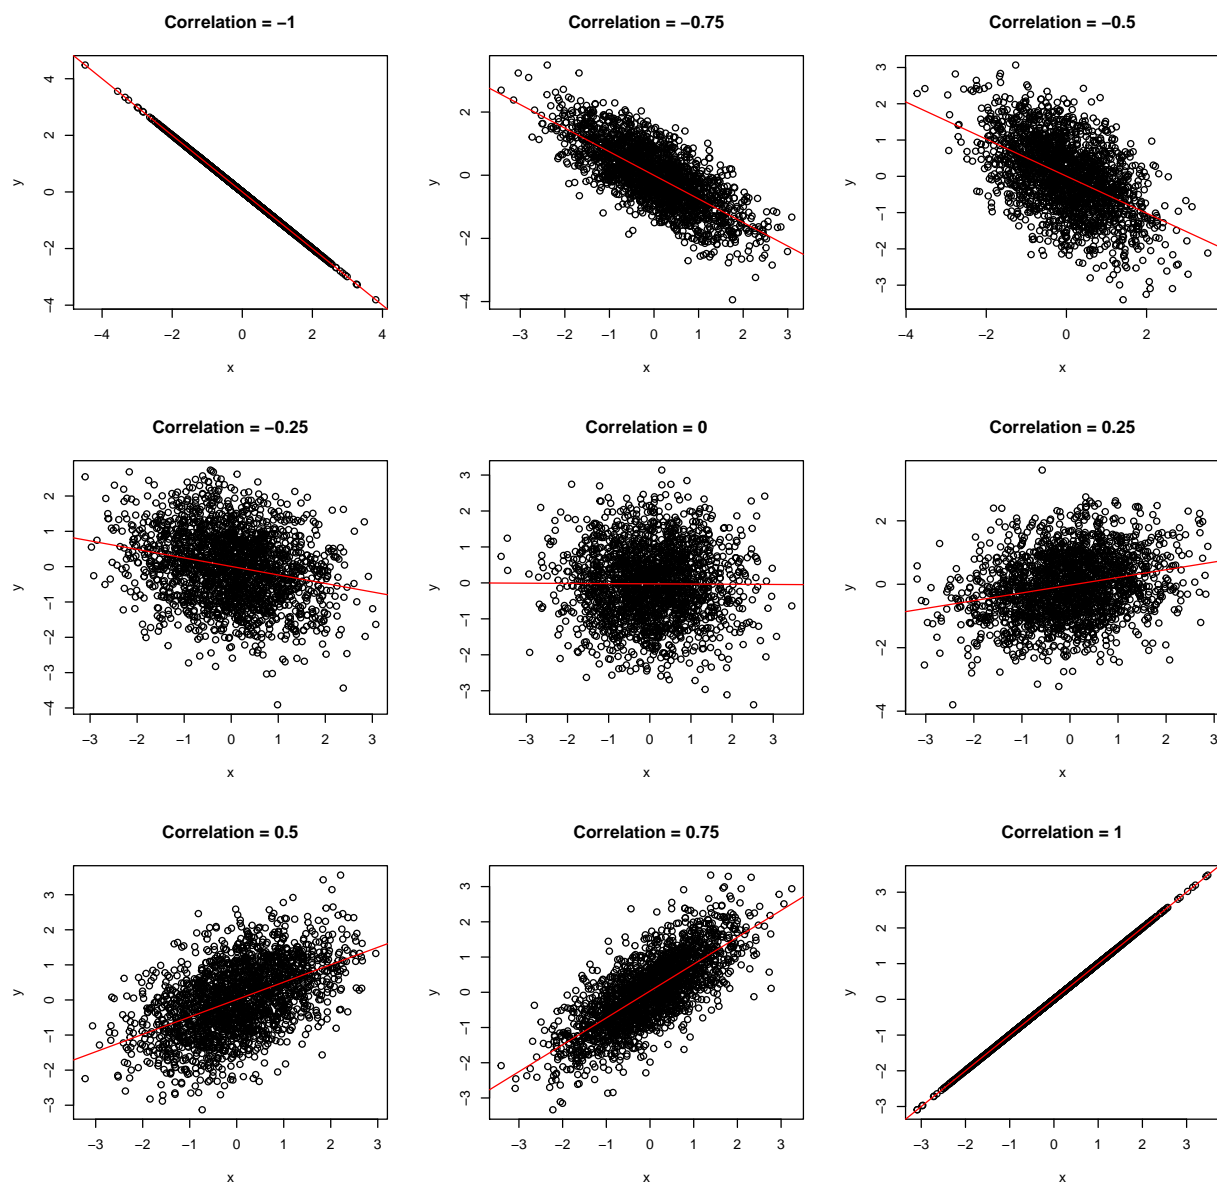 Correlation = −1
Correlation = −0.75
Correlation = −0.5
4
2
0
−2
−4
y
−4 −2 0 2 4
x
2
0
−2
4
y
−3 −2 −1 0 1 2 3
x
3
2
1
0
−1
−2
−3
y
−4 −2 0 2
x
Correlation = −0.25
Correlation = 0
Correlation = 0.25
2
1
0
−1
−2
−3
−4
y
−3 −2 −1 0 1 2 3
x
3
2
1
0
−1
−3
y
−3 −2 −1 0 1 2 3
x
2
0
−2
−4
y
−3 −2 −1 0 1 2 3
x
Correlation = 0.5
Correlation = 0.75
Correlation = 1
3
2
1
0
−1
−2
−3
y
−3 −2 −1 0 1 2 3
x
3
2
1
0
−1
−2
−3
y
−3 −2 −1 0 1 2 3
x
3
2
1
0
−1
−2
−3
y
−3 −2 −1 0 1 2 3
x